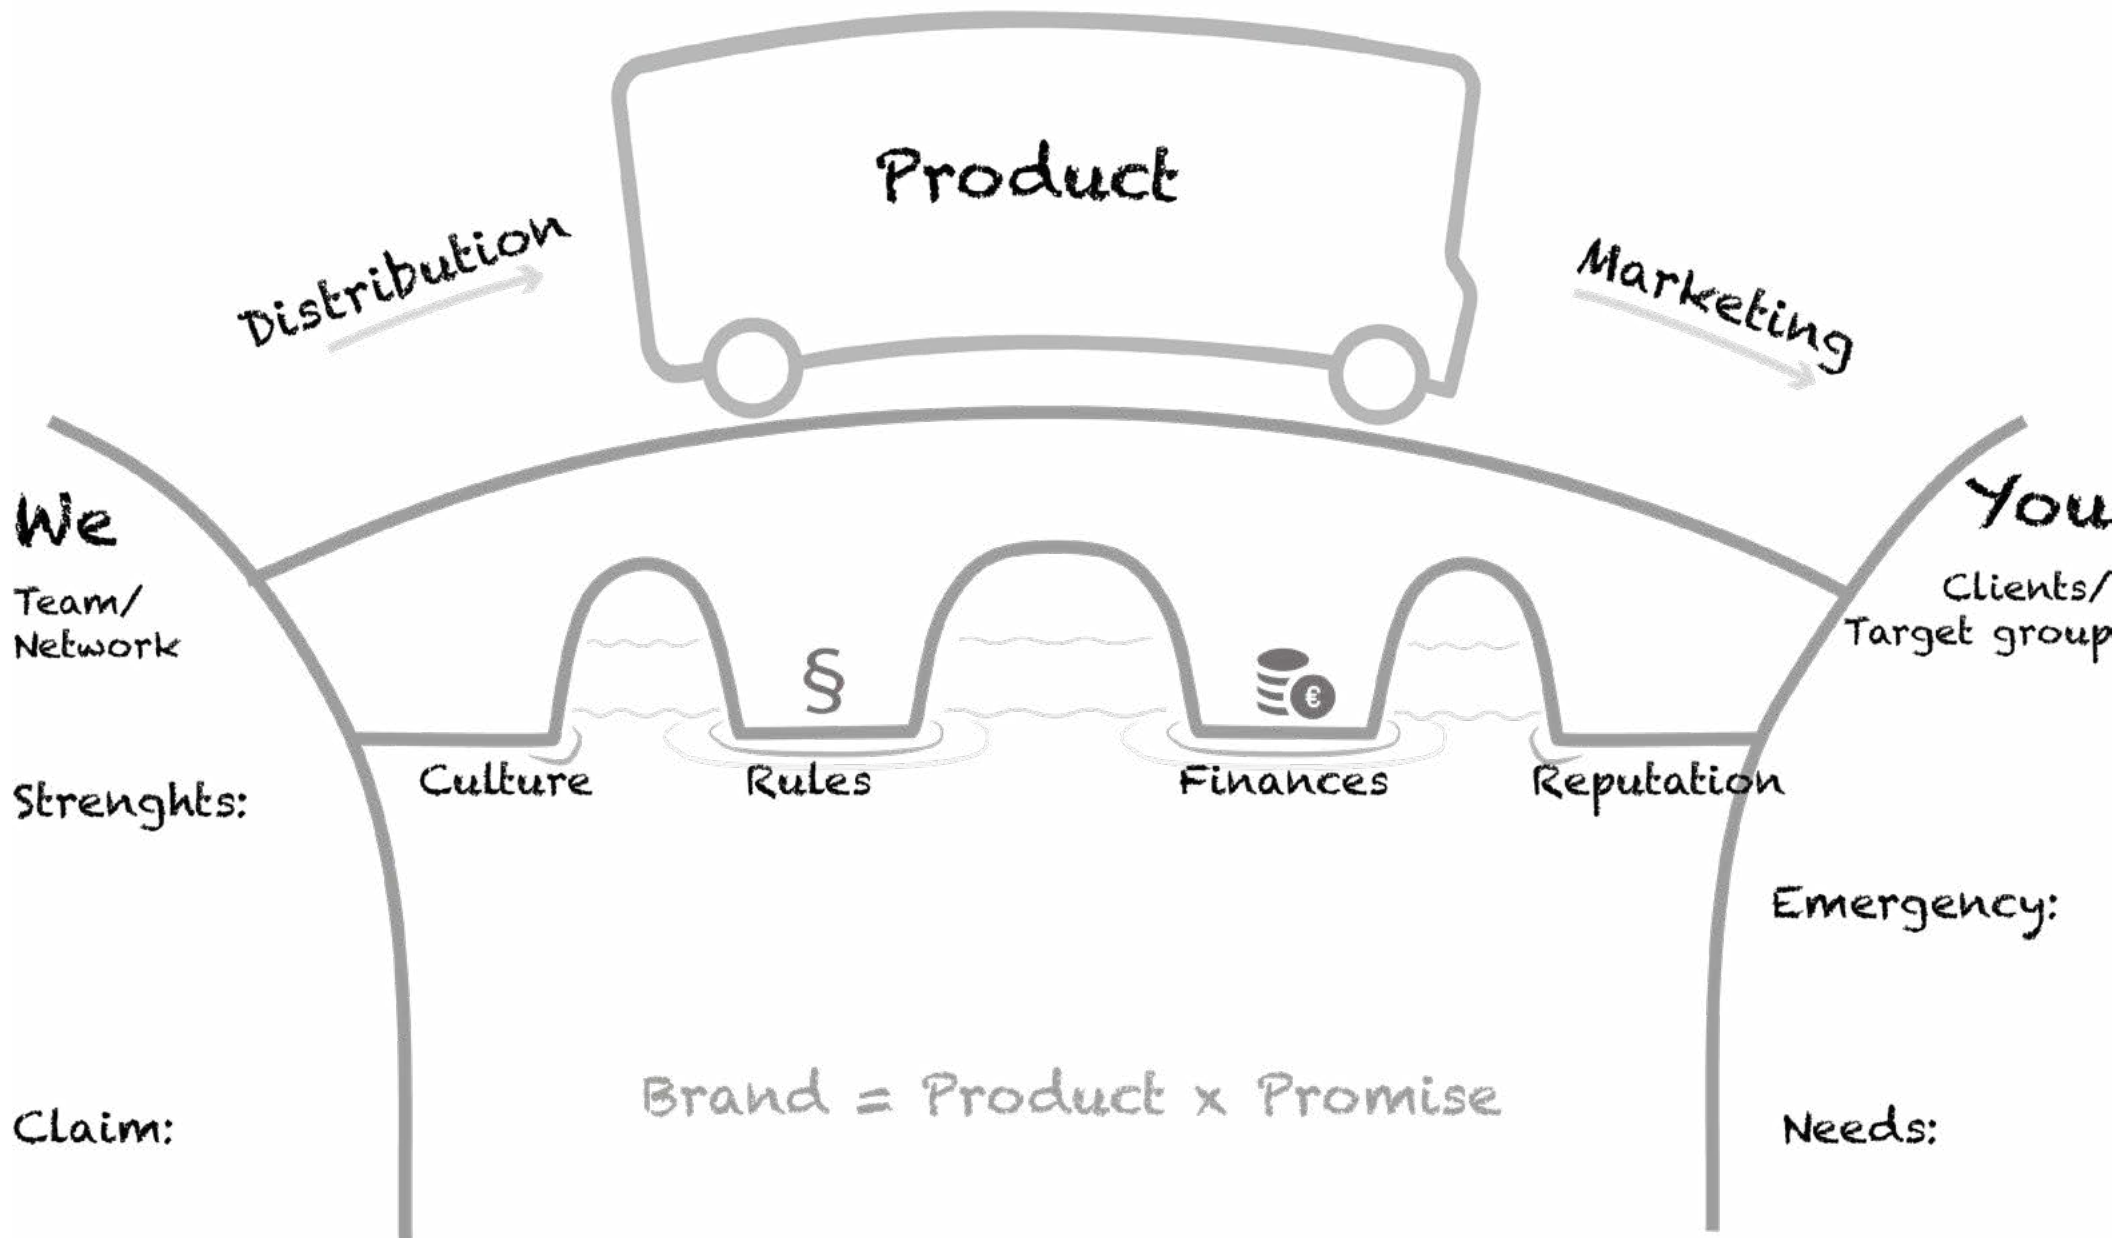 Product
Distribution
Marketing
We
You
Team/
Network
Clients/
Target group
§
€
Culture
Rules
Finances
Reputation
Strenghts:
Emergency:
Brand = Product x Promise
Claim:
Needs: